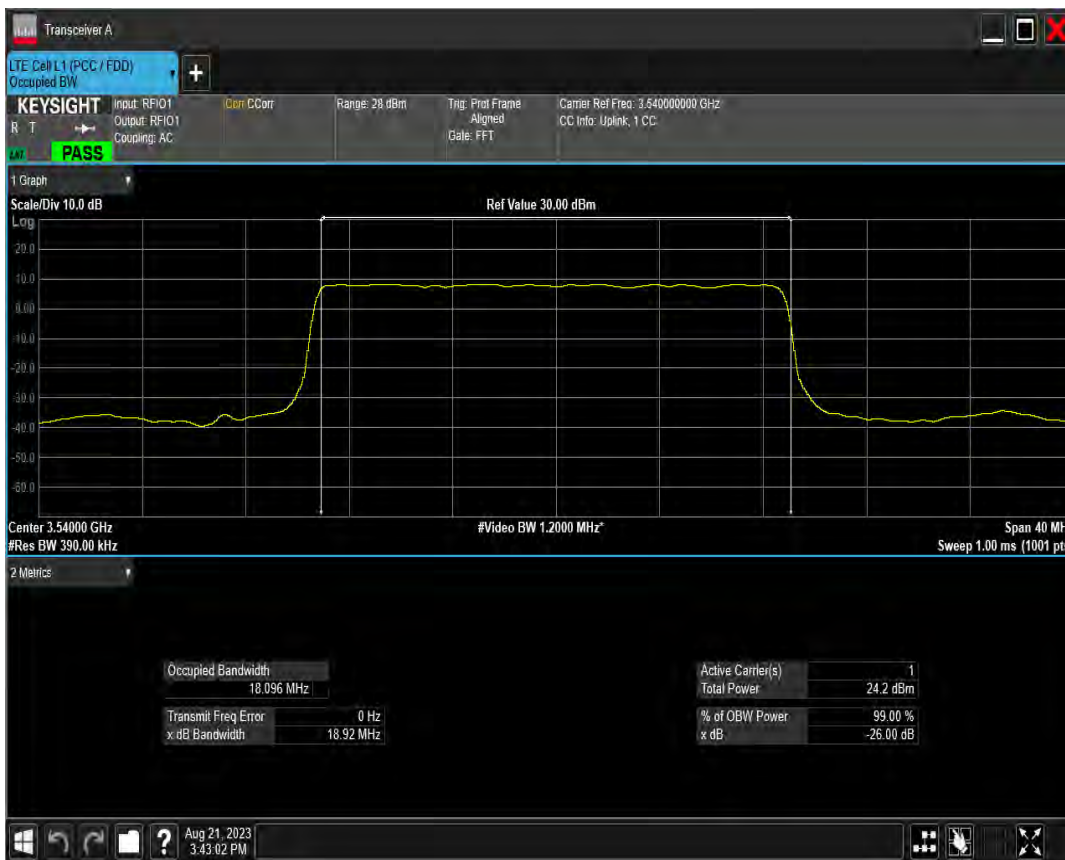 Transceiver A
LTE Cell L1 (PCC / FDD)
Occupied BW
+
KEYSIGHT
R T
LNI
PASS
Input: RFIO1
Output: RFIO1
Coupling: AC
Corr CCorr
Range: 28 dBm
Trig: Prot Frame
Aligned
Gate: FFT
Carrier Ref Freq: 3.540000000 GHz
CC Info: Uplink, 1 CC
1 Graph
Scale/Div 10.0 dB
Ref Value 30.00 dBm
Log
20.0
10.0
0.00
-10.0
-20.0
-30.0
-40.0
-50.0
-60.0
Center 3.54000 GHz
#Video BW 1.2000 MHz*
Span 40 MH
#Res BW 390.00 kHz
Sweep 1.00 ms (1001 pt
2 Metrics
Occupied Bandwidth
18.096 MHz
Transmit Freq Error 0 Hz
x dB Bandwidth 18.92 MHz
Active Carrier(s) 1
Total Power 24.2 dBm
% of OBW Power 99.00 %
x dB -26.00 dB
?
Aug 21, 2023
3:43:02 PM